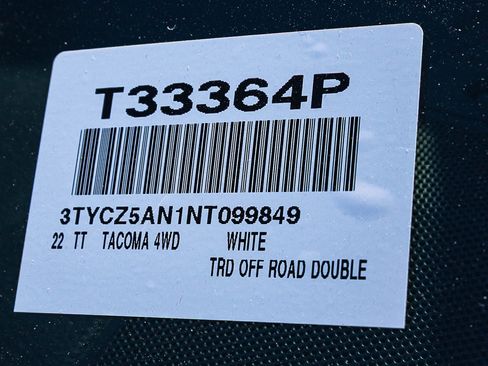 T33364P
3TYCZ5AN1NT099849
22 TT TACOMA 4WD WHITE
TRD OFF ROAD DOUBLE